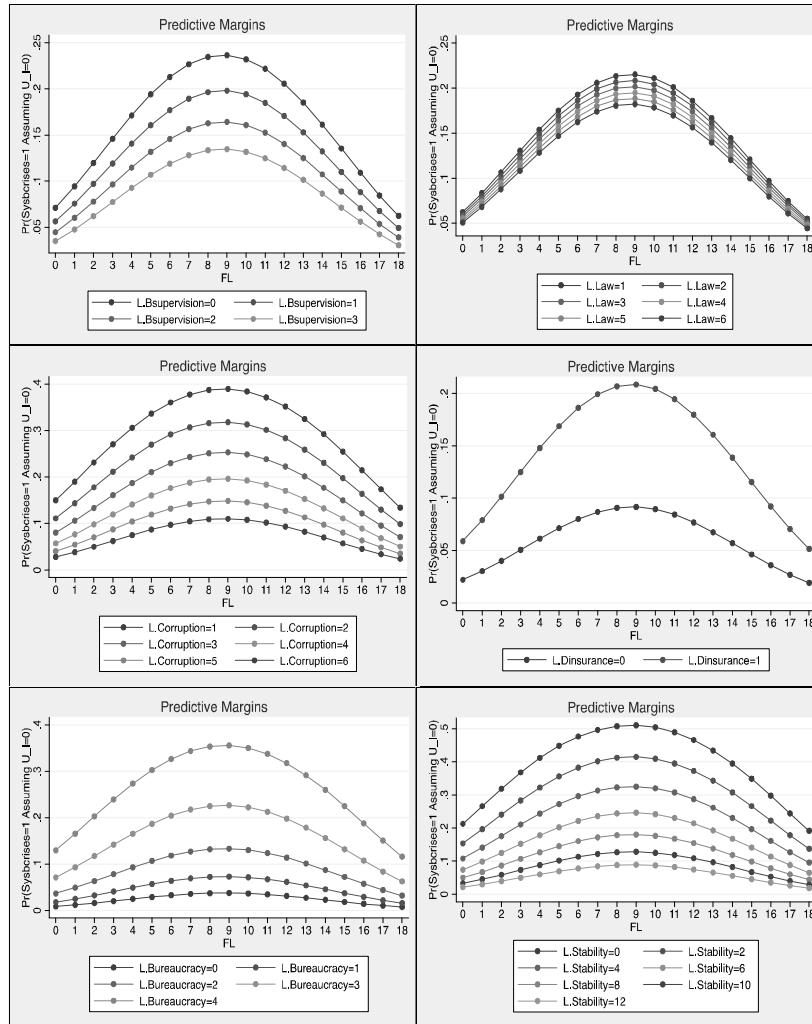 Predictive Margins
Pr(Sysbcrises=1 Assuming U_I=0)
.25
.2
.15
.1
.05
0 1 2 3 4 5 6 7 8 9 10 11 12 13 14 15 16 17 18
FL
L.Bsupervision=0 L.Bsupervision=1
L.Bsupervision=2 L.Bsupervision=3
Predictive Margins
Pr(Sysbcrises=1 Assuming U_I=0)
.25
.2
.15
.1
.05
0 1 2 3 4 5 6 7 8 9 10 11 12 13 14 15 16 17 18
FL
L.Law=1 L.Law=2
L.Law=3 L.Law=4
L.Law=5 L.Law=6
Predictive Margins
Pr(Sysbcrises=1 Assuming U_I=0)
.4
.3
.2
.1
0
0 1 2 3 4 5 6 7 8 9 10 11 12 13 14 15 16 17 18
FL
L.Corruption=1 L.Corruption=2
L.Corruption=3 L.Corruption=4
L.Corruption=5 L.Corruption=6
Predictive Margins
Pr(Sysbcrises=1 Assuming U_I=0)
.2
.15
.1
.05
0
0 1 2 3 4 5 6 7 8 9 10 11 12 13 14 15 16 17 18
FL
L.Dinsurance=0 L.Dinsurance=1
Predictive Margins
Pr(Sysbcrises=1 Assuming U_I=0)
.4
.3
.2
.1
0
0 1 2 3 4 5 6 7 8 9 10 11 12 13 14 15 16 17 18
FL
L.Bureaucracy=0 L.Bureaucracy=1
L.Bureaucracy=2 L.Bureaucracy=3
L.Bureaucracy=4
Predictive Margins
Pr(Sysbcrises=1 Assuming U_I=0)
.5
.4
.3
.2
.1
0
0 1 2 3 4 5 6 7 8 9 10 11 12 13 14 15 16 17 18
FL
L.Stability=0 L.Stability=2
L.Stability=4 L.Stability=6
L.Stability=8 L.Stability=10
L.Stability=12